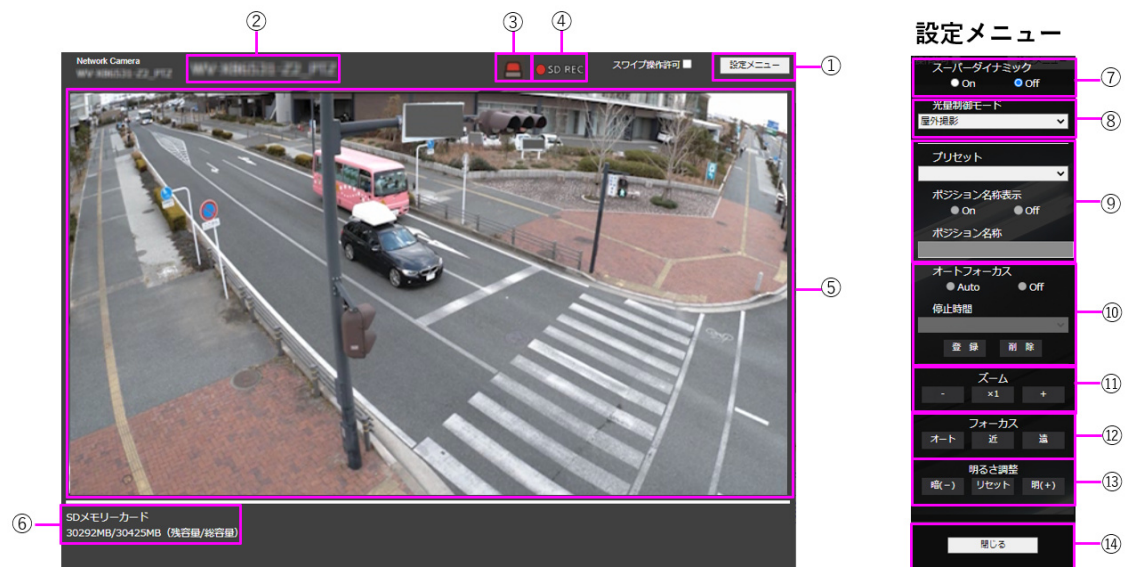 ② ③ ④
設定メニュー
Network Camera
SD REC
スワイプ操作許可
設定メニュー
①
⑤
⑥
SDメモリーカード
30292MB/30425MB（残容量/総容量）
スーパーダイナミック
On Off
⑦
光量制御モード
屋外撮影
⑧
プリセット
ポジション名称表示
On Off
ポジション名称
⑨
オートフォーカス
Auto Off
停止時間
登 録 削 除
⑩
ズーム
- ×1 +
⑪
フォーカス
オート 近 遠
⑫
明るさ調整
暗(－) リセット 明(+)
⑬
閉じる
⑭